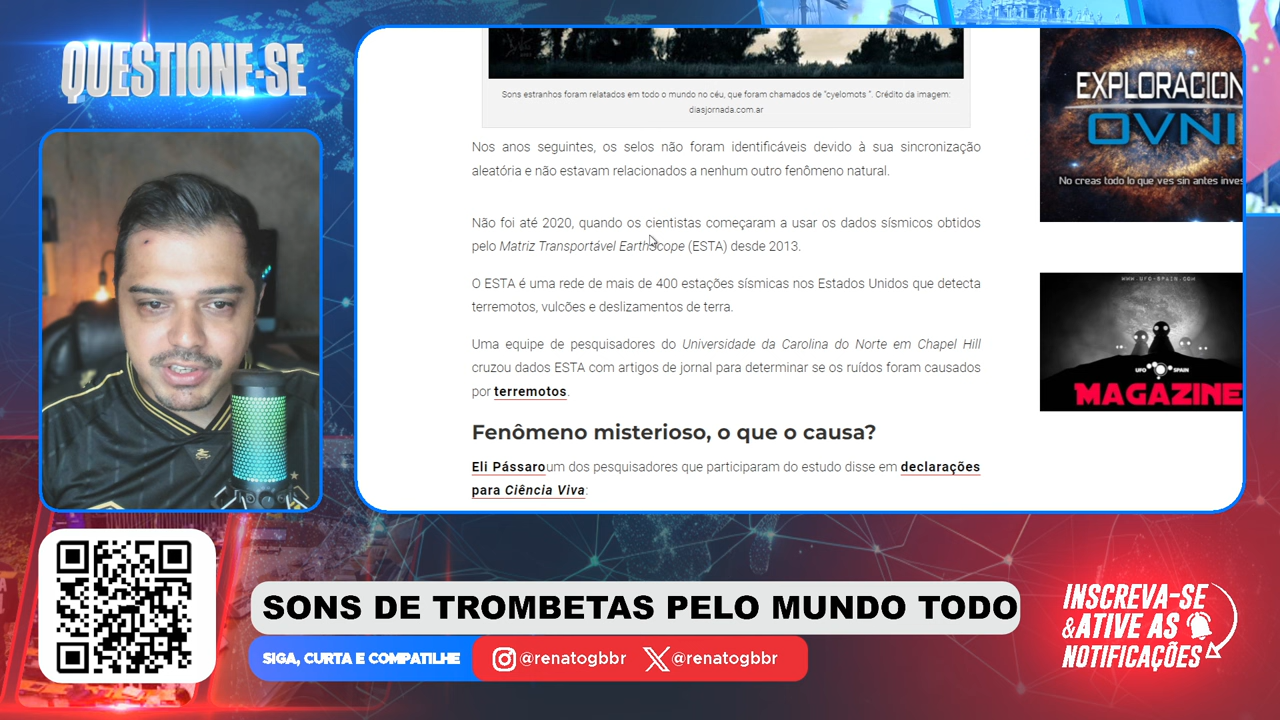 QUESTIONE-SE
Sons estranhos foram relatados em todo o mundo no céu, que foram chamados de "cyelomots ". Crédito da imagem:
diasjornada.com.ar
Nos anos seguintes, os selos não foram identificáveis devido à sua sincronização
aleatória e não estavam relacionados a nenhum outro fenômeno natural.
Não foi até 2020, quando os cientistas começaram a usar os dados sísmicos obtidos
pelo Matriz Transportável Earthscope (ESTA) desde 2013.
O ESTA é uma rede de mais de 400 estações sísmicas nos Estados Unidos que detecta
terremotos, vulcões e deslizamentos de terra.
Uma equipe de pesquisadores do Universidade da Carolina do Norte em Chapel Hill
cruzou dados ESTA com artigos de jornal para determinar se os ruídos foram causados
por terremotos.
Fenômeno misterioso, o que o causa?
Eli Pássaroum dos pesquisadores que participaram do estudo disse em declarações
para Ciência Viva:
EXPLORACION
OVNI
No creas todo lo que ves sin antes inves
WWW.UFO-SPAIN.COM
UFO SPAIN
MAGAZINE
SONS DE TROMBETAS PELO MUNDO TODO
SIGA, CURTA E COMPATILHE
@renatogbbr
@renatogbbr
INSCREVA-SE
&ATIVE AS
NOTIFICAÇÕES